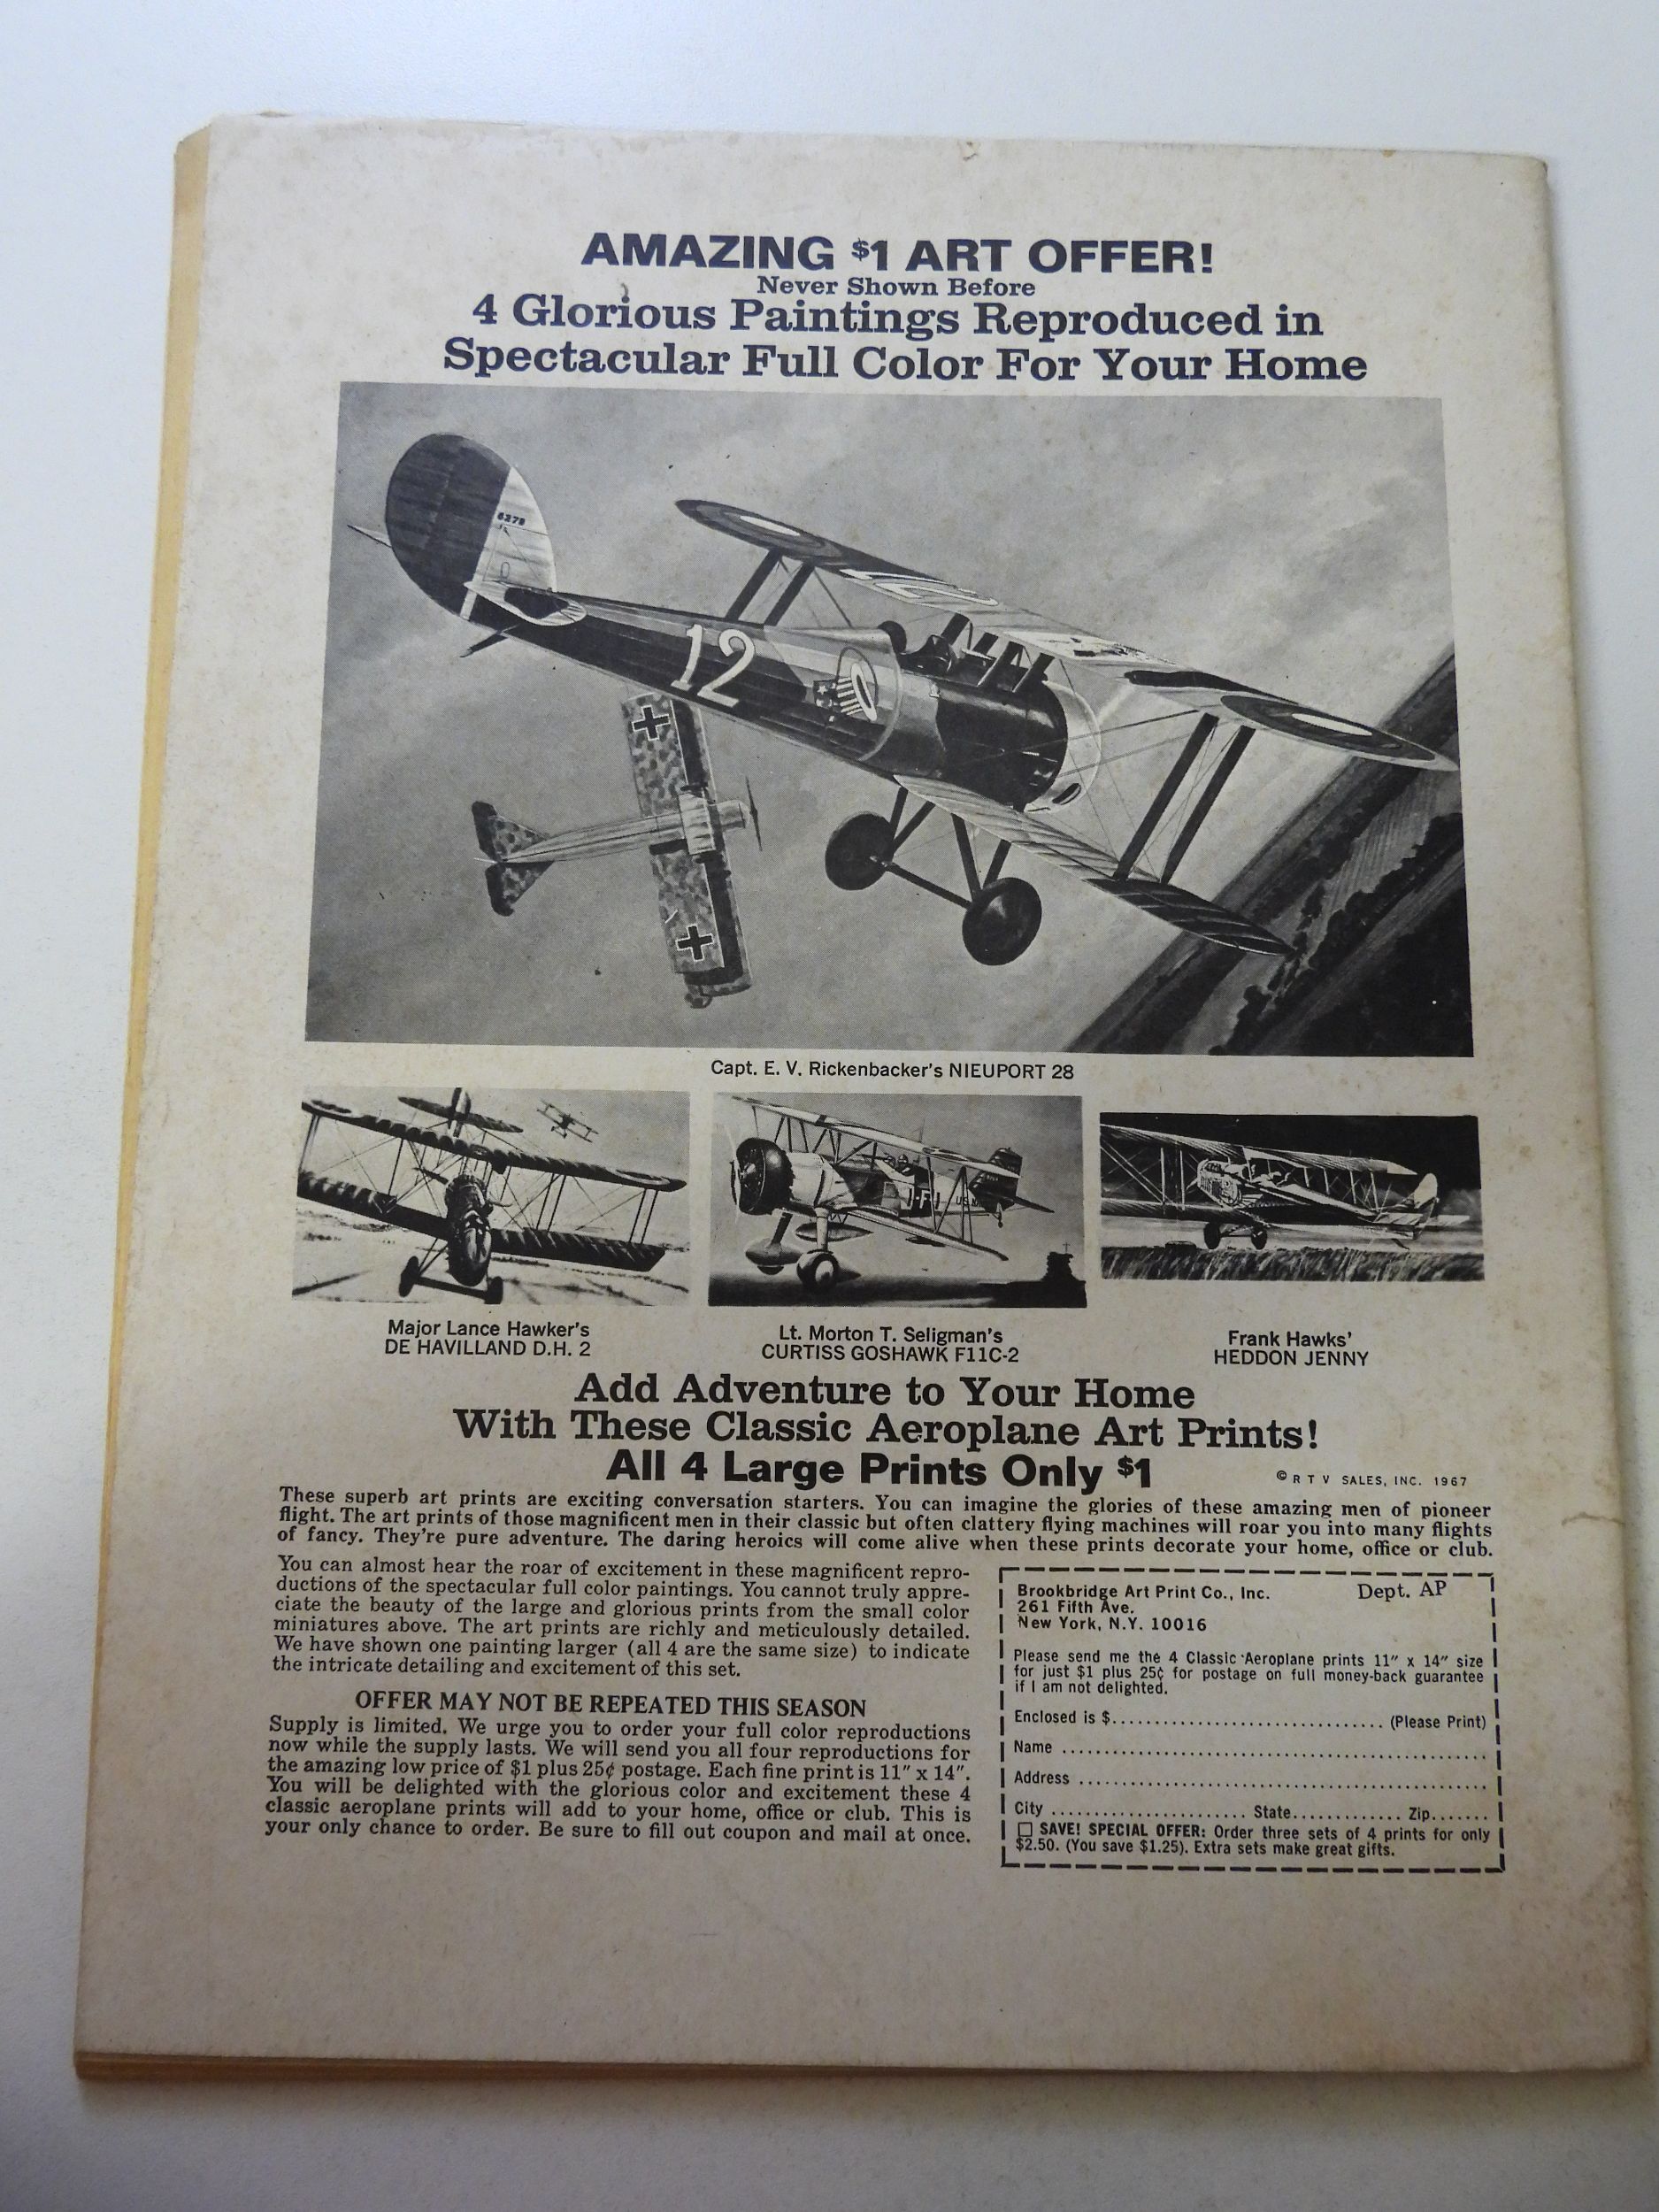 AMAZING $1 ART OFFER!
Never Shown Before
4 Glorious Paintings Reproduced in
Spectacular Full Color For Your Home
6279
12
Capt. E. V. Rickenbacker's NIEUPORT 28
Major Lance Hawker's
DE HAVILLAND D.H. 2
Lt. Morton T. Seligman's
CURTISS GOSHAWK F11C-2
Frank Hawks'
HEDDON JENNY
Add Adventure to Your Home
With These Classic Aeroplane Art Prints!
All 4 Large Prints Only $1
© R T V SALES, INC. 1967
These superb art prints are exciting conversation starters. You can imagine the glories of these amazing men of pioneer
flight. The art prints of those magnificent men in their classic but often clattery flying machines will roar you into many flights
of fancy. They're pure adventure. The daring heroics will come alive when these prints decorate your home, office or club.
You can almost hear the roar of excitement in these magnificent repro-
ductions of the spectacular full color paintings. You cannot truly appre-
ciate the beauty of the large and glorious prints from the small color
miniatures above. The art prints are richly and meticulously detailed.
We have shown one painting larger (all 4 are the same size) to indicate
the intricate detailing and excitement of this set.
OFFER MAY NOT BE REPEATED THIS SEASON
Supply is limited. We urge you to order your full color reproductions
now while the supply lasts. We will send you all four reproductions for
the amazing low price of $1 plus 25¢ postage. Each fine print is 11" x 14".
You will be delighted with the glorious color and excitement these 4
classic aeroplane prints will add to your home, office or club. This is
your only chance to order. Be sure to fill out coupon and mail at once.
Brookbridge Art Print Co., Inc. Dept. AP
261 Fifth Ave.
New York, N.Y. 10016
Please send me the 4 Classic Aeroplane prints 11" x 14" size
for just $1 plus 25¢ for postage on full money-back guarantee
if I am not delighted.
Enclosed is $................................ (Please Print)
Name ..................................................
Address ................................................
City ....................... State............. Zip.......
☐ SAVE! SPECIAL OFFER: Order three sets of 4 prints for only
$2.50. (You save $1.25). Extra sets make great gifts.